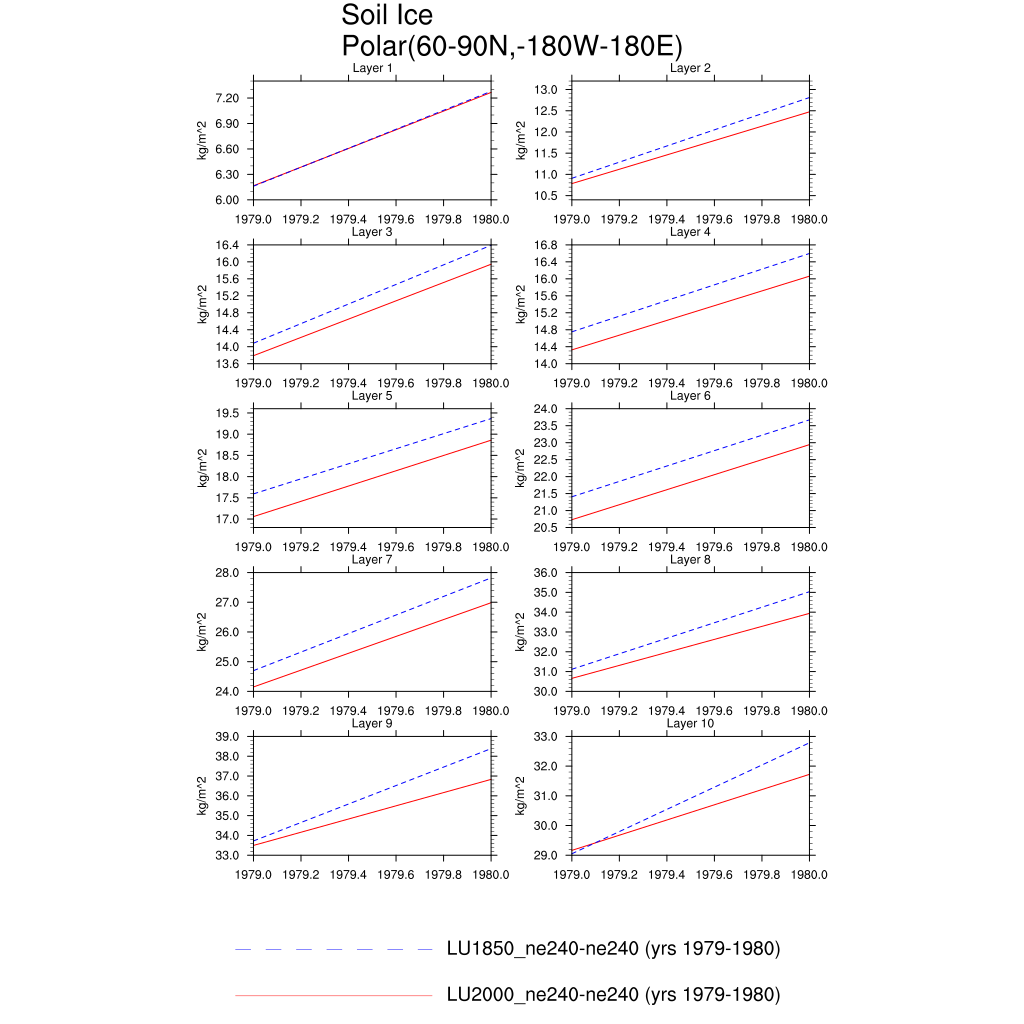 Soil Ice
Polar(60-90N,-180W-180E)
Layer 1
kg/m^2
7.20
6.90
6.60
6.30
6.00
1979.0 1979.2 1979.4 1979.6 1979.8 1980.0
Layer 2
kg/m^2
13.0
12.5
12.0
11.5
11.0
10.5
1979.0 1979.2 1979.4 1979.6 1979.8 1980.0
Layer 3
kg/m^2
16.4
16.0
15.6
15.2
14.8
14.4
14.0
13.6
1979.0 1979.2 1979.4 1979.6 1979.8 1980.0
Layer 4
kg/m^2
16.8
16.4
16.0
15.6
15.2
14.8
14.4
14.0
1979.0 1979.2 1979.4 1979.6 1979.8 1980.0
Layer 5
kg/m^2
19.5
19.0
18.5
18.0
17.5
17.0
1979.0 1979.2 1979.4 1979.6 1979.8 1980.0
Layer 6
kg/m^2
24.0
23.5
23.0
22.5
22.0
21.5
21.0
20.5
1979.0 1979.2 1979.4 1979.6 1979.8 1980.0
Layer 7
kg/m^2
28.0
27.0
26.0
25.0
24.0
1979.0 1979.2 1979.4 1979.6 1979.8 1980.0
Layer 8
kg/m^2
36.0
35.0
34.0
33.0
32.0
31.0
30.0
1979.0 1979.2 1979.4 1979.6 1979.8 1980.0
Layer 9
kg/m^2
39.0
38.0
37.0
36.0
35.0
34.0
33.0
1979.0 1979.2 1979.4 1979.6 1979.8 1980.0
Layer 10
kg/m^2
33.0
32.0
31.0
30.0
29.0
1979.0 1979.2 1979.4 1979.6 1979.8 1980.0
LU1850_ne240-ne240 (yrs 1979-1980)
LU2000_ne240-ne240 (yrs 1979-1980)